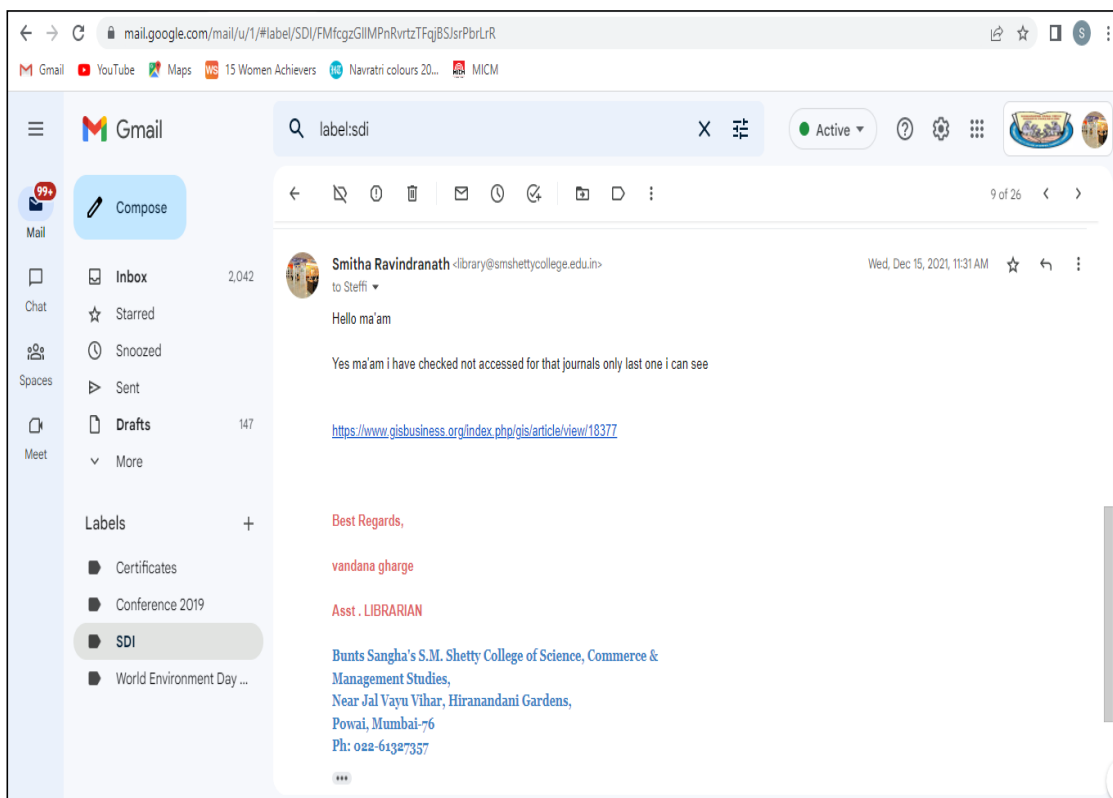 mail.google.com/mail/u/1/#label/SDI/FMfcgzGllMPnRvrtzTFqjBSJsrPbrLrR
S
Gmail YouTube Maps WS 15 Women Achievers Navratri colours 20... MICM
Gmail
label:sdi
Active
99+
Mail
Chat
Spaces
Meet
Compose
Inbox 2,042
Starred
Snoozed
Sent
Drafts 147
More
Labels +
Certificates
Conference 2019
SDI
World Environment Day ...
9 of 26
Smitha Ravindranath <library@smshettycollege.edu.in> Wed, Dec 15, 2021, 11:31 AM
to Steffi
Hello ma'am
Yes ma'am i have checked not accessed for that journals only last one i can see
https://www.gisbusiness.org/index.php/gis/article/view/18377
Best Regards,
vandana gharge
Asst . LIBRARIAN
Bunts Sangha's S.M. Shetty College of Science, Commerce &
Management Studies,
Near Jal Vayu Vihar, Hiranandani Gardens,
Powai, Mumbai-76
Ph: 022-61327357